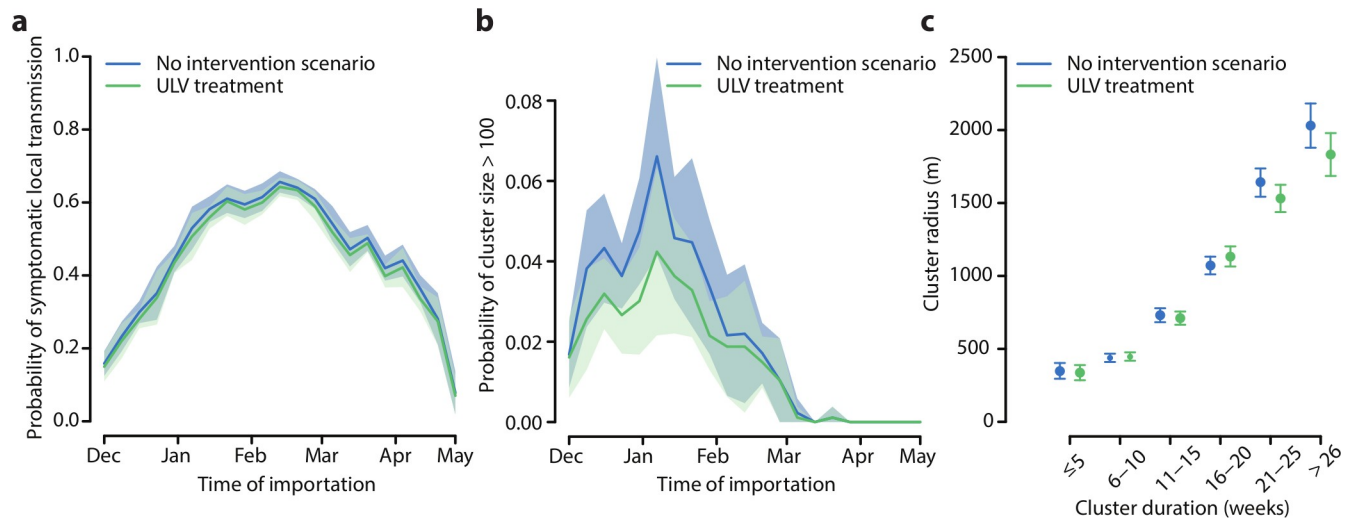 a
Probability of symptomatic local transmission
1.0
0.8
0.6
0.4
0.2
0.0
No intervention scenario
ULV treatment
Dec Jan Feb Mar Apr May
Time of importation
b
Probability of cluster size > 100
0.08
0.06
0.04
0.02
0.00
No intervention scenario
ULV treatment
Dec Jan Feb Mar Apr May
Time of importation
c
Cluster radius (m)
2500
2000
1500
1000
500
0
No intervention scenario
ULV treatment
≤5 6–10 11–15 16–20 21–25 > 26
Cluster duration (weeks)